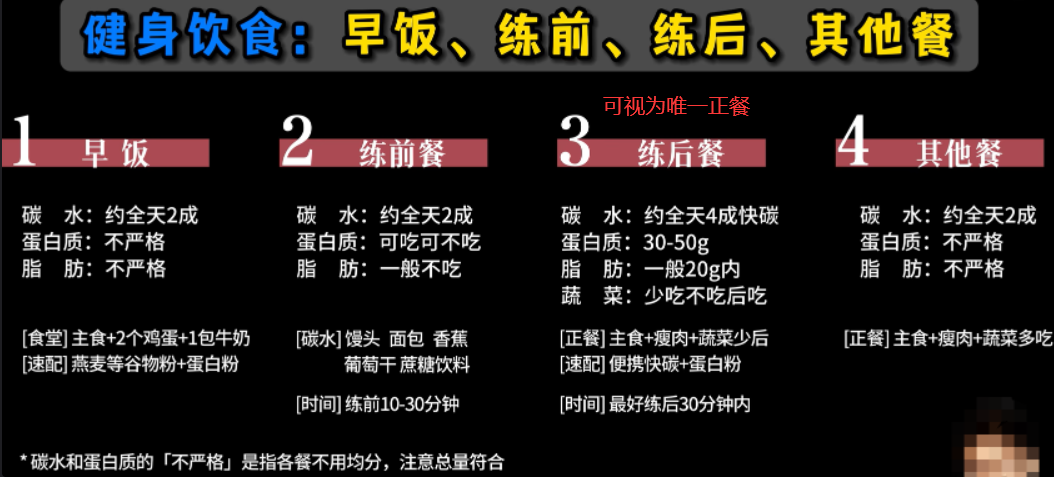 健身饮食：早饭、练前、练后、其他餐
可视为唯一正餐
1 早饭
碳 水：约全天2成
蛋白质：不严格
脂 肪：不严格
[食堂] 主食+2个鸡蛋+1包牛奶
[速配] 燕麦等谷物粉+蛋白粉
2 练前餐
碳 水：约全天2成
蛋白质：可吃可不吃
脂 肪：一般不吃
[碳水] 馒头 面包 香蕉
葡萄干 蔗糖饮料
[时间] 练前10-30分钟
3 练后餐
碳 水：约全天4成快碳
蛋白质：30-50g
脂 肪：一般20g内
蔬 菜：少吃不吃后吃
[正餐] 主食+瘦肉+蔬菜少后
[速配] 便携快碳+蛋白粉
[时间] 最好练后30分钟内
4 其他餐
碳 水：约全天2成
蛋白质：不严格
脂 肪：不严格
[正餐] 主食+瘦肉+蔬菜多吃
* 碳水和蛋白质的「不严格」是指各餐不用均分，注意总量符合